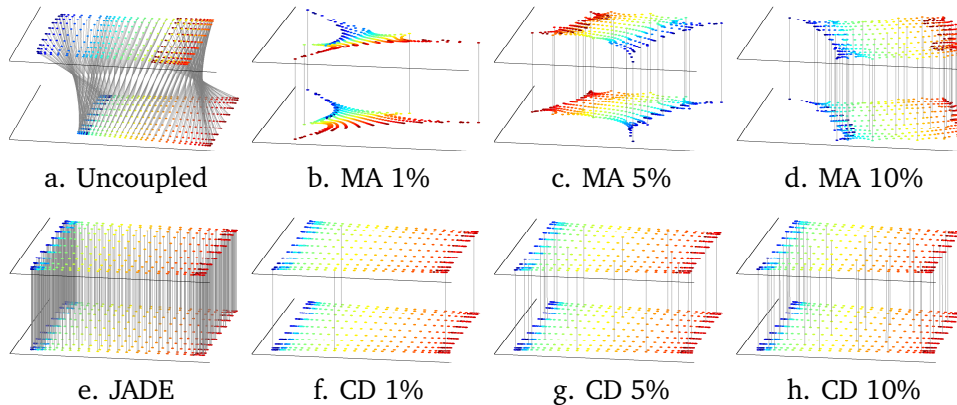 a. Uncoupled
b. MA 1%
c. MA 5%
d. MA 10%
e. JADE
f. CD 1%
g. CD 5%
h. CD 10%